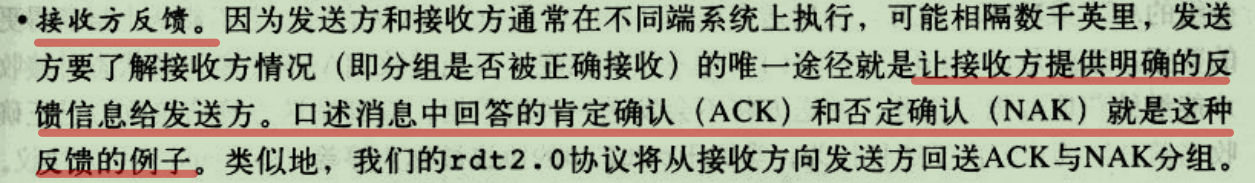 •接收方反馈。因为发送方和接收方通常在不同端系统上执行，可能相隔数千英里，发送
方要了解接收方情况（即分组是否被正确接收）的唯一途径就是让接收方提供明确的反
馈信息给发送方。口述消息中回答的肯定确认（ACK）和否定确认（NAK）就是这种
反馈的例子。类似地，我们的rdt2.0协议将从接收方向发送方回送ACK与NAK分组。